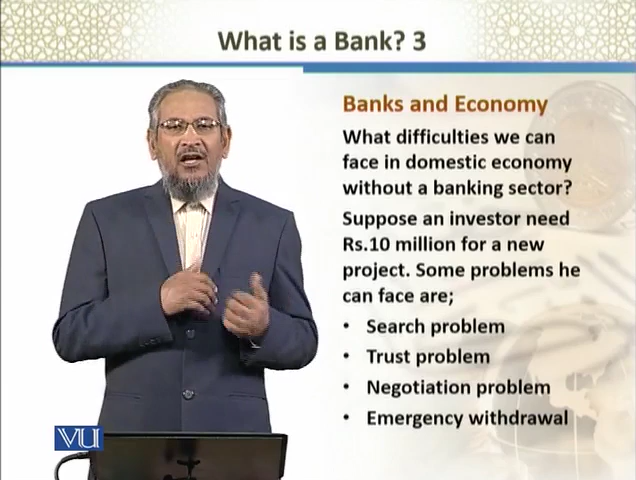 What is a Bank? 3
Banks and Economy
What difficulties we can
face in domestic economy
without a banking sector?
Suppose an investor need
Rs.10 million for a new
project. Some problems he
can face are;
• Search problem
• Trust problem
• Negotiation problem
• Emergency withdrawal
VU